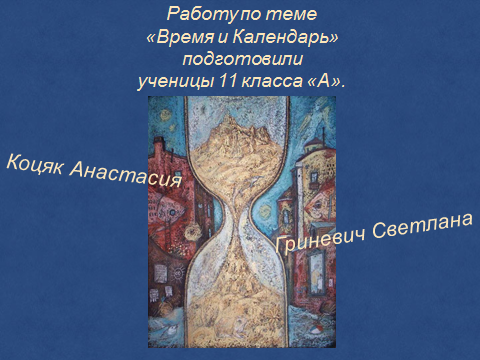 Работу по теме
«Время и Календарь»
подготовили
ученицы 11 класса «А».
Коцяк Анастасия
Гриневич Светлана